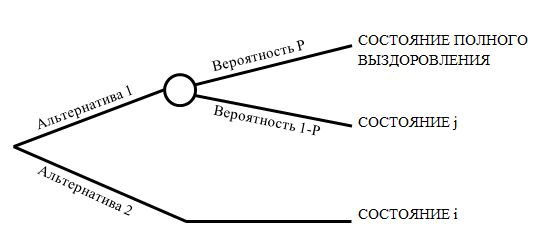 Альтернатива 1
Вероятность P
СОСТОЯНИЕ ПОЛНОГО
ВЫЗДОРОВЛЕНИЯ
Вероятность 1-P
СОСТОЯНИЕ j
Альтернатива 2
СОСТОЯНИЕ i